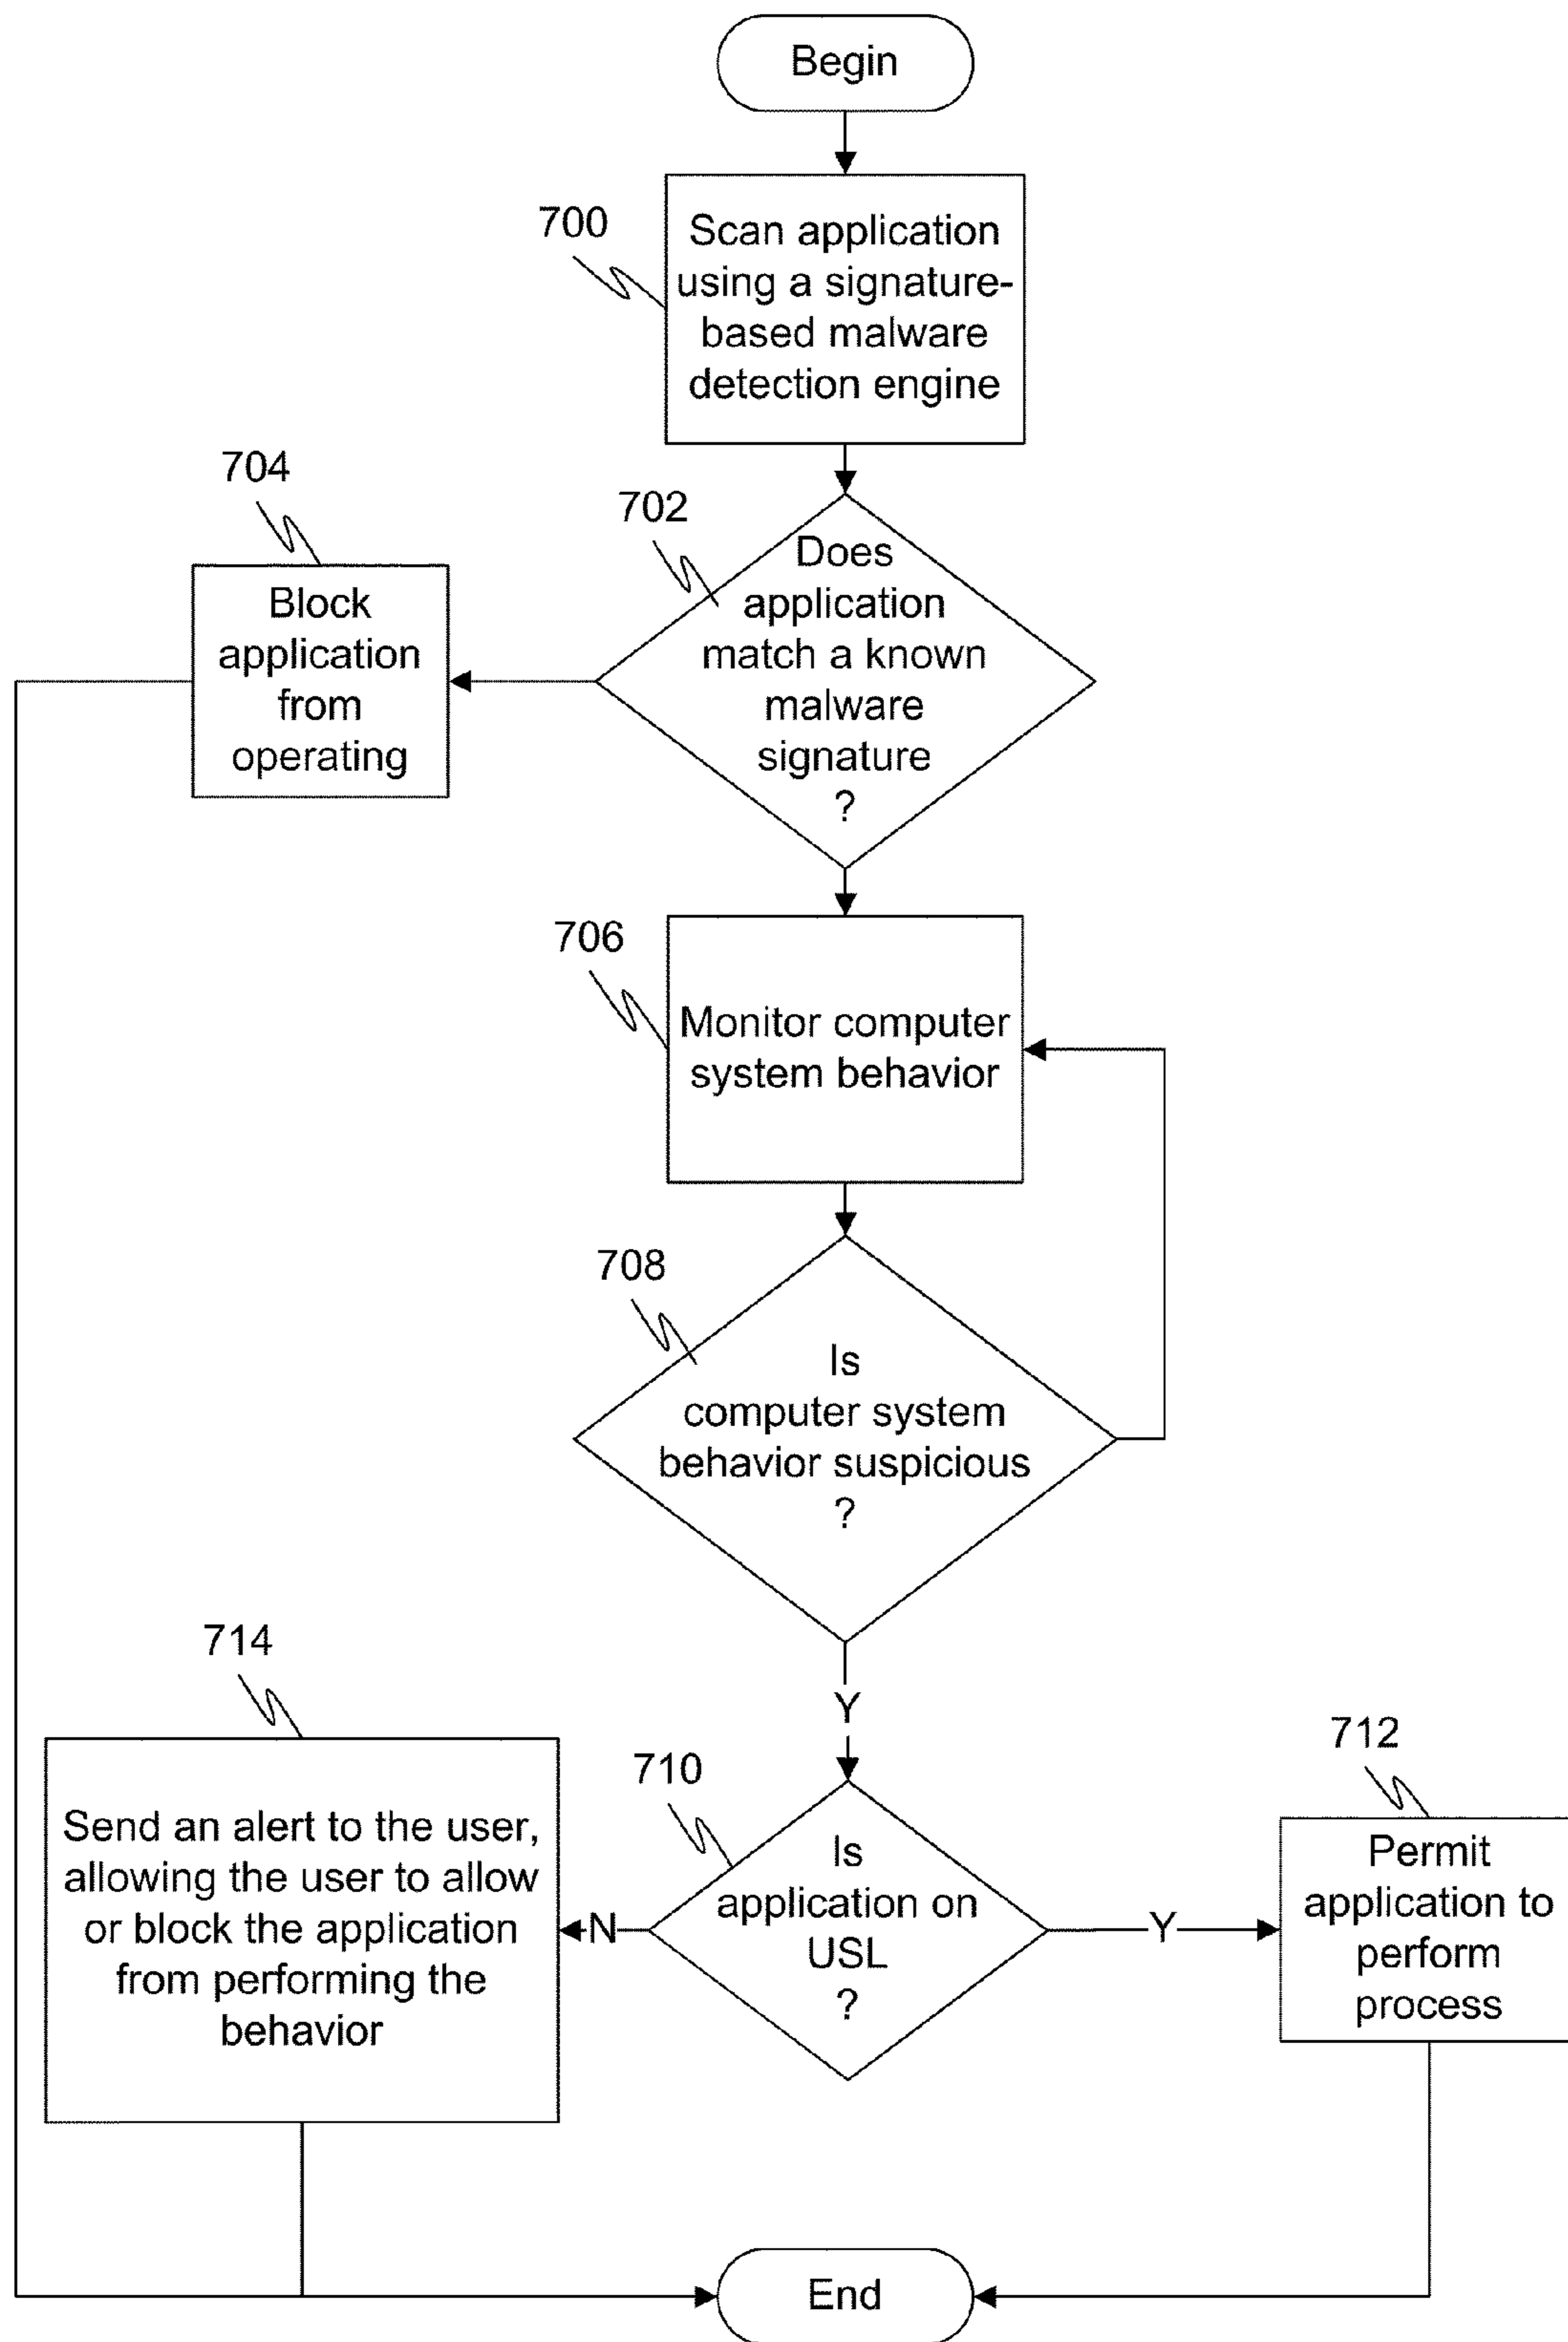 Begin
700
Scan application
using a signature-
based malware
detection engine
704
702
Does
application
match a known
malware
signature
?
Block
application
from
operating
706
Monitor computer
system behavior
708
Is
computer system
behavior suspicious
?
Y
714
Send an alert to the user,
allowing the user to allow
or block the application
from performing the
behavior
N
710
Is
application on
USL
?
Y
712
Permit
application to
perform
process
End